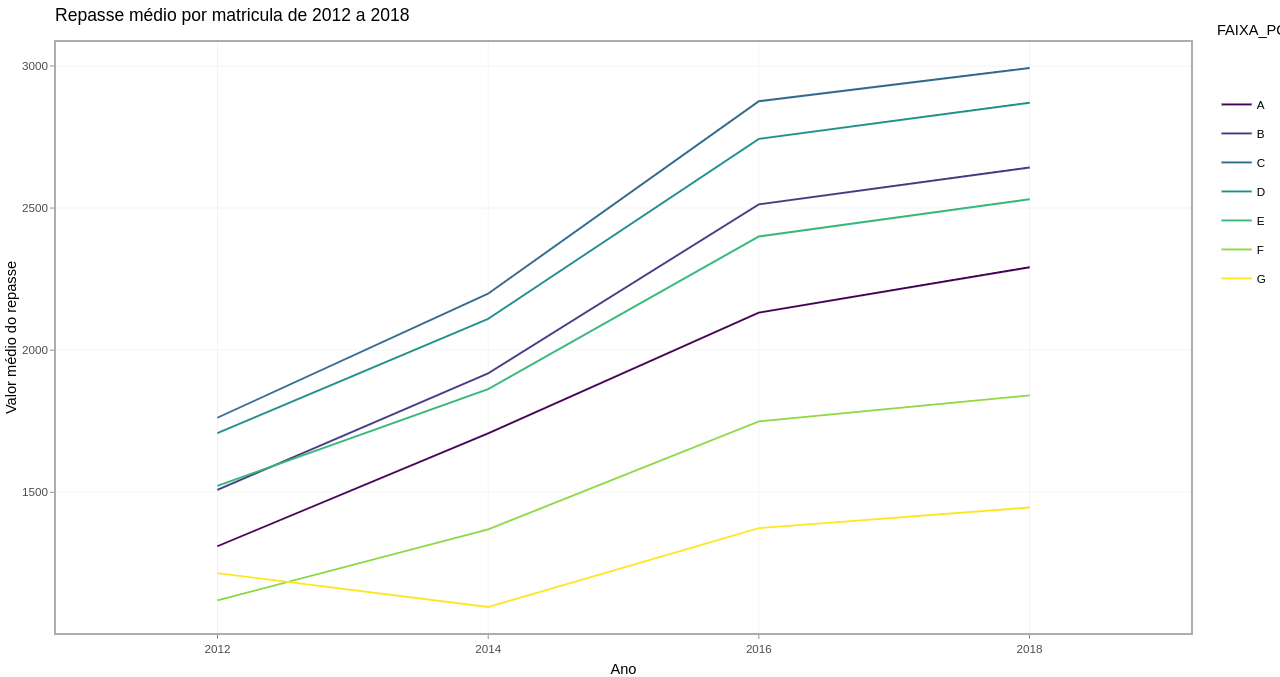 Repasse médio por matricula de 2012 a 2018
FAIXA_PO
3000
2500
2000
1500
Valor médio do repasse
2012
2014
2016
2018
Ano
A
B
C
D
E
F
G